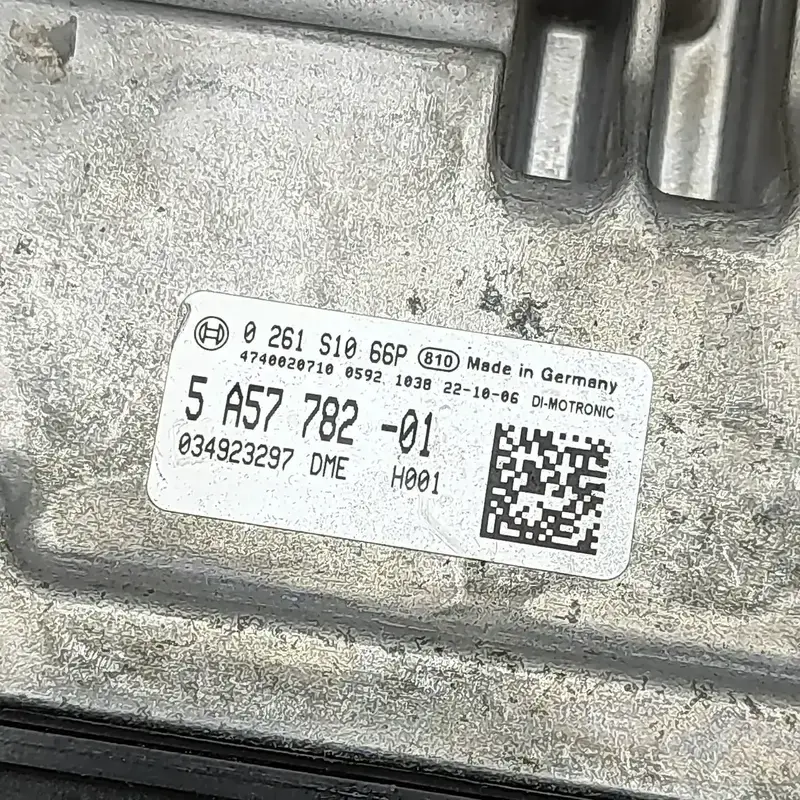 0 261 S10 66P 810 Made in Germany
4740020710 0592 1038 22-10-06 DI-MOTRONIC
5 A57 782 -01
034923297 DME H001